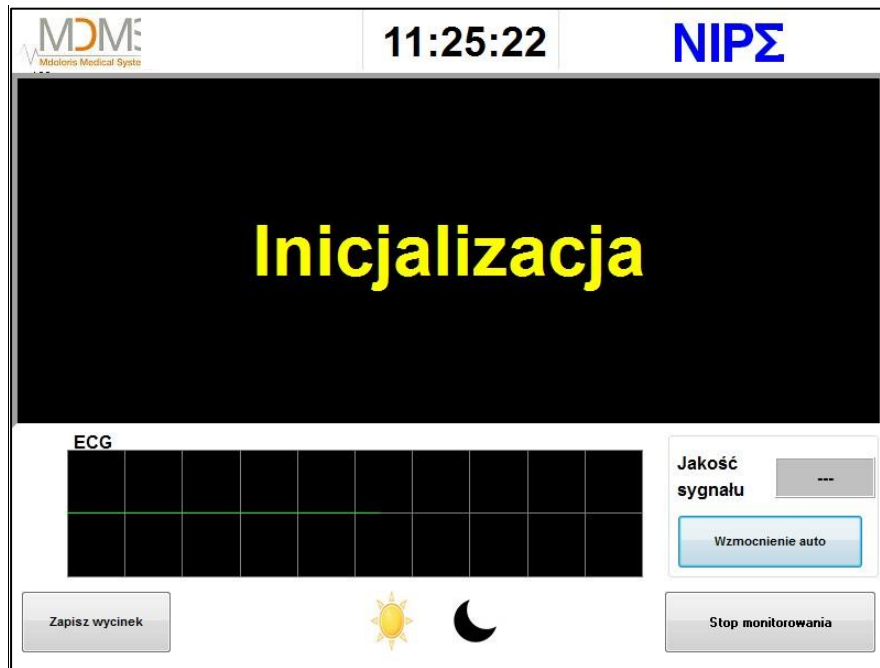 MDMS
Mdoloris Medical Syste
11:25:22
NIPΣ
Inicjalizacja
ECG
Jakość
sygnału
---
Wzmocnienie auto
Zapisz wycinek
Stop monitorowania